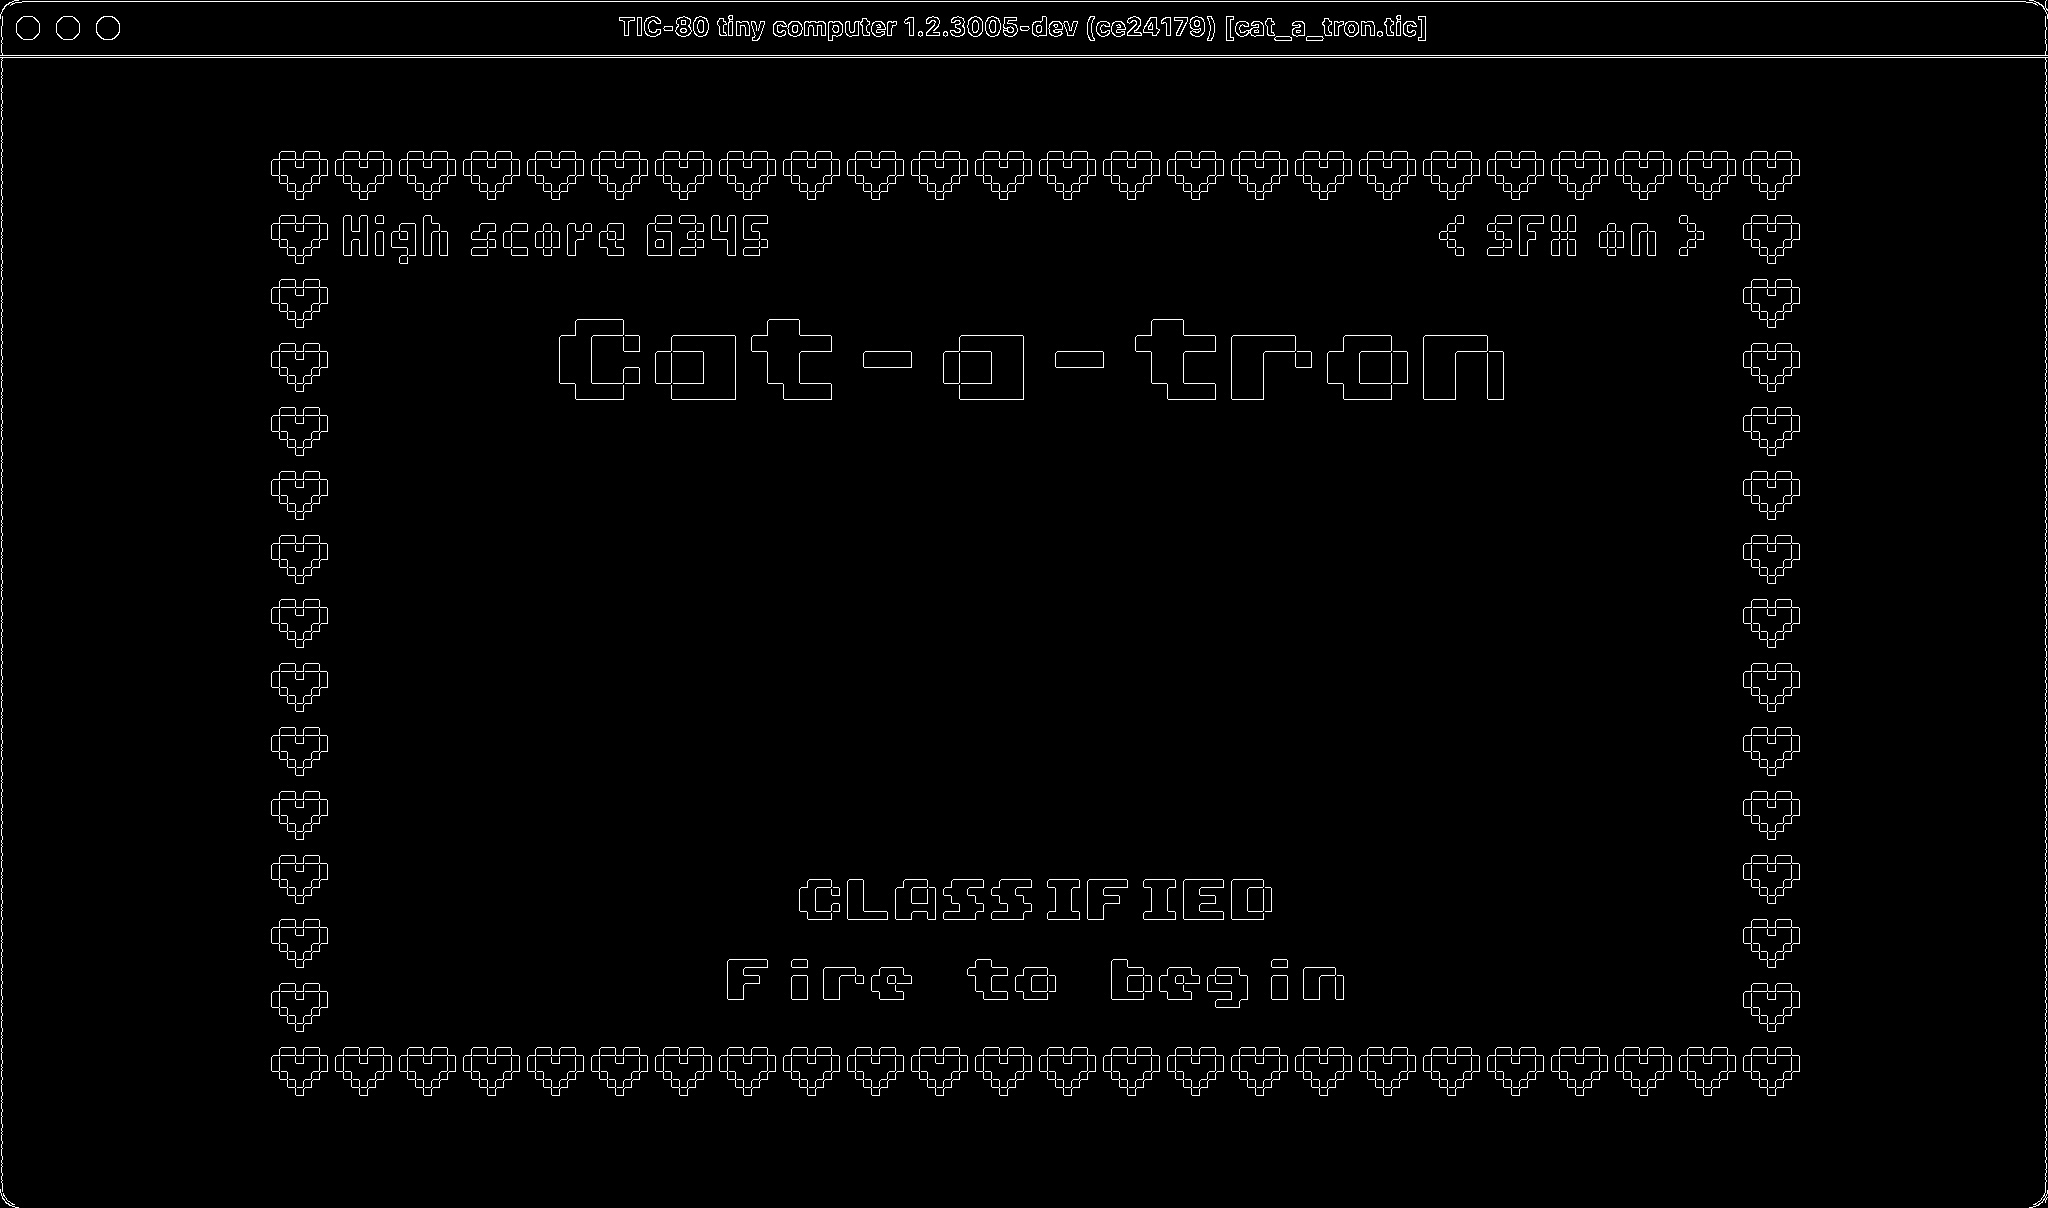 TIC-80 tiny computer 1.2.3005-dev (ce24179) [cat_a_tron.tic]
High score 6345 < SFX on >
Cat-a-tron
CLASSIFIED
Fire to begin